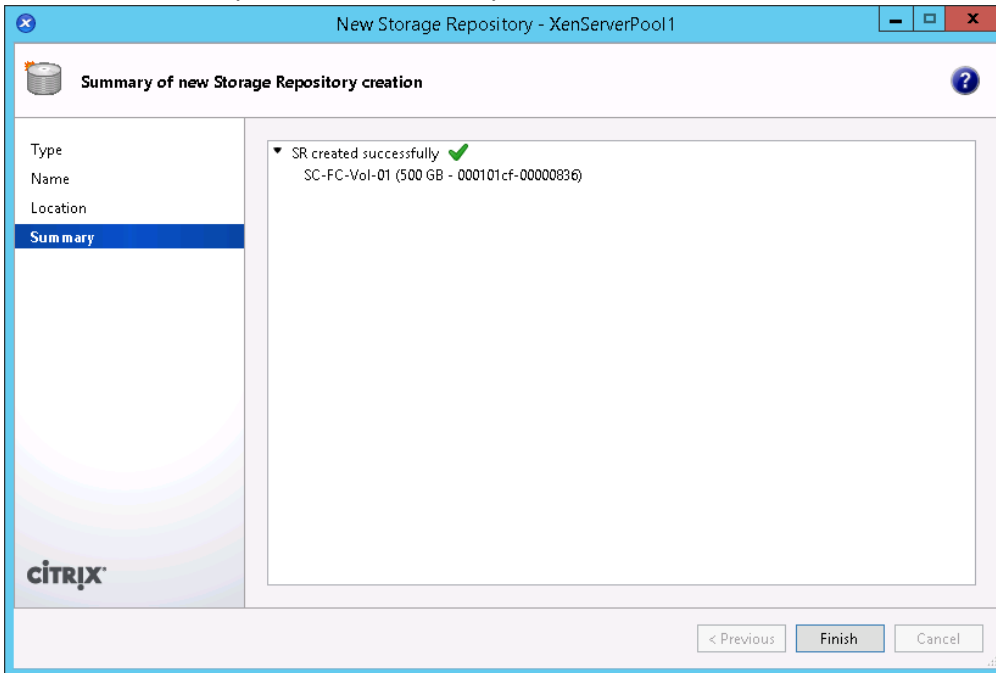 New Storage Repository - XenServerPool1
Summary of new Storage Repository creation
?
Type
Name
Location
Summary
SR created successfully
SC-FC-Vol-01 (500 GB - 000101cf-00000836)
CITRIX
< Previous
Finish
Cancel